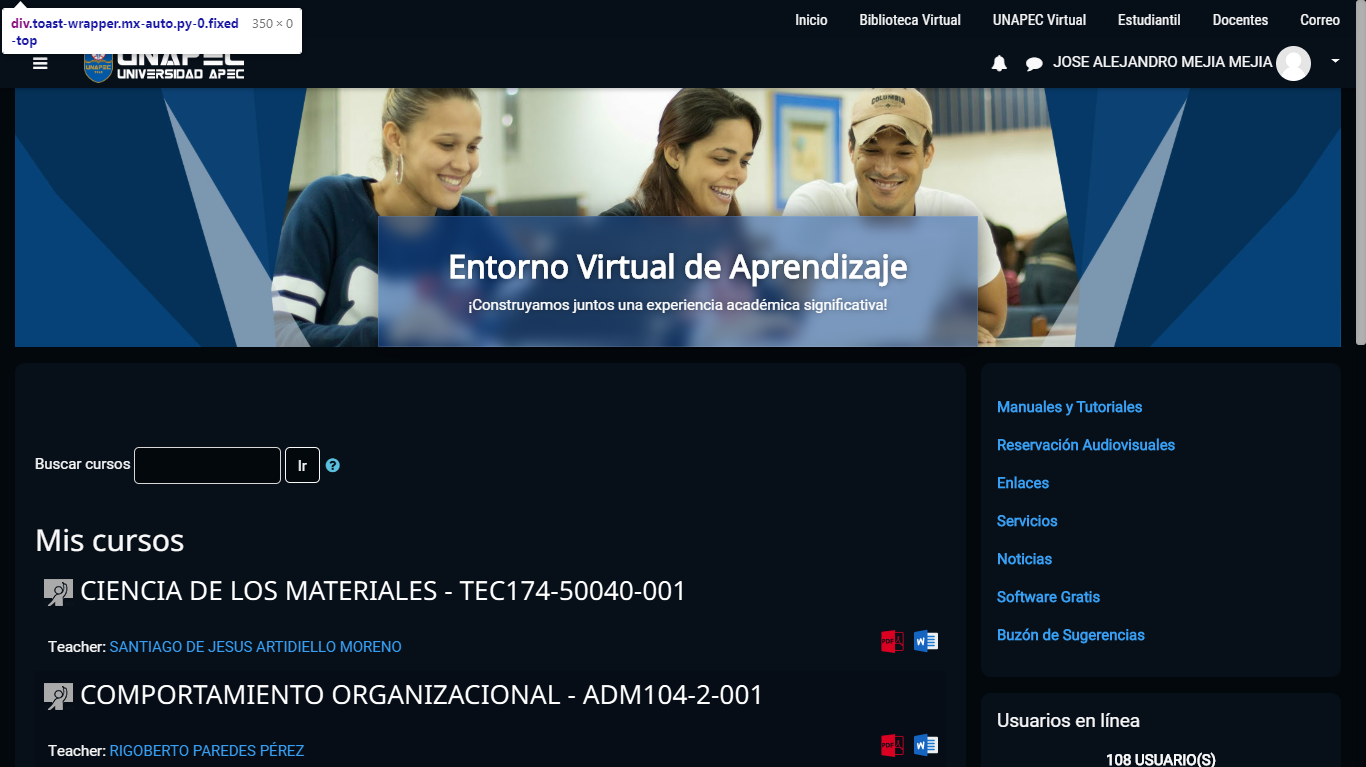 div.toast-wrapper.mx-auto.py-0.fixed 350 × 0
-top
Inicio Biblioteca Virtual UNAPEC Virtual Estudiantil Docentes Correo
UNAPEC
UNIVERSIDAD APEC
JOSE ALEJANDRO MEJIA MEJIA
COLUMBIA
Entorno Virtual de Aprendizaje
¡Construyamos juntos una experiencia académica significativa!
Buscar cursos Ir
Mis cursos
CIENCIA DE LOS MATERIALES - TEC174-50040-001
Teacher: SANTIAGO DE JESUS ARTIDIELLO MORENO
PDF W
COMPORTAMIENTO ORGANIZACIONAL - ADM104-2-001
Teacher: RIGOBERTO PAREDES PÉREZ
PDF W
Manuales y Tutoriales
Reservación Audiovisuales
Enlaces
Servicios
Noticias
Software Gratis
Buzón de Sugerencias
Usuarios en línea
108 USUARIO(S)